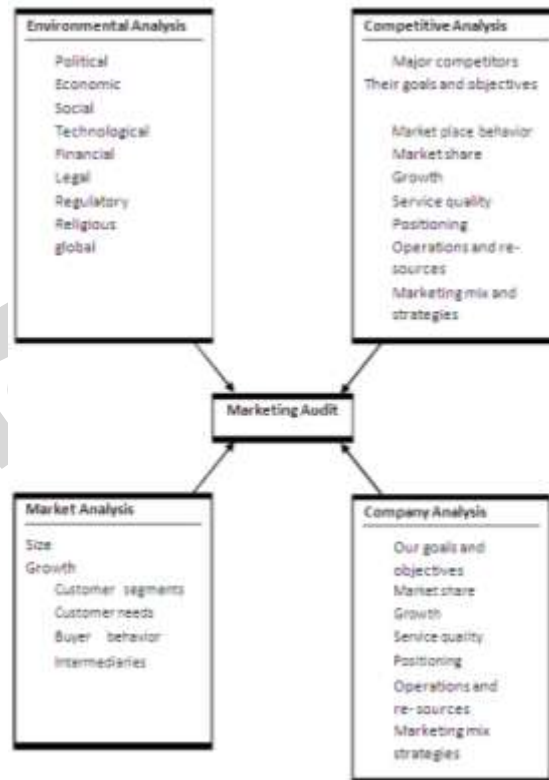 Environmental Analysis
Political
Economic
Social
Technological
Financial
Legal
Regulatory
Religious
global
Competitive Analysis
Major competitors
Their goals and objectives
Market place behavior
Market share
Growth
Service quality
Positioning
Operations and re-
sources
Marketing mix and
strategies
Marketing Audit
Market Analysis
Size
Growth
Customer segments
Customer needs
Buyer behavior
Intermediaries
Company Analysis
Our goals and
objectives
Market share
Growth
Service quality
Positioning
Operations and
re- sources
Marketing mix
strategies